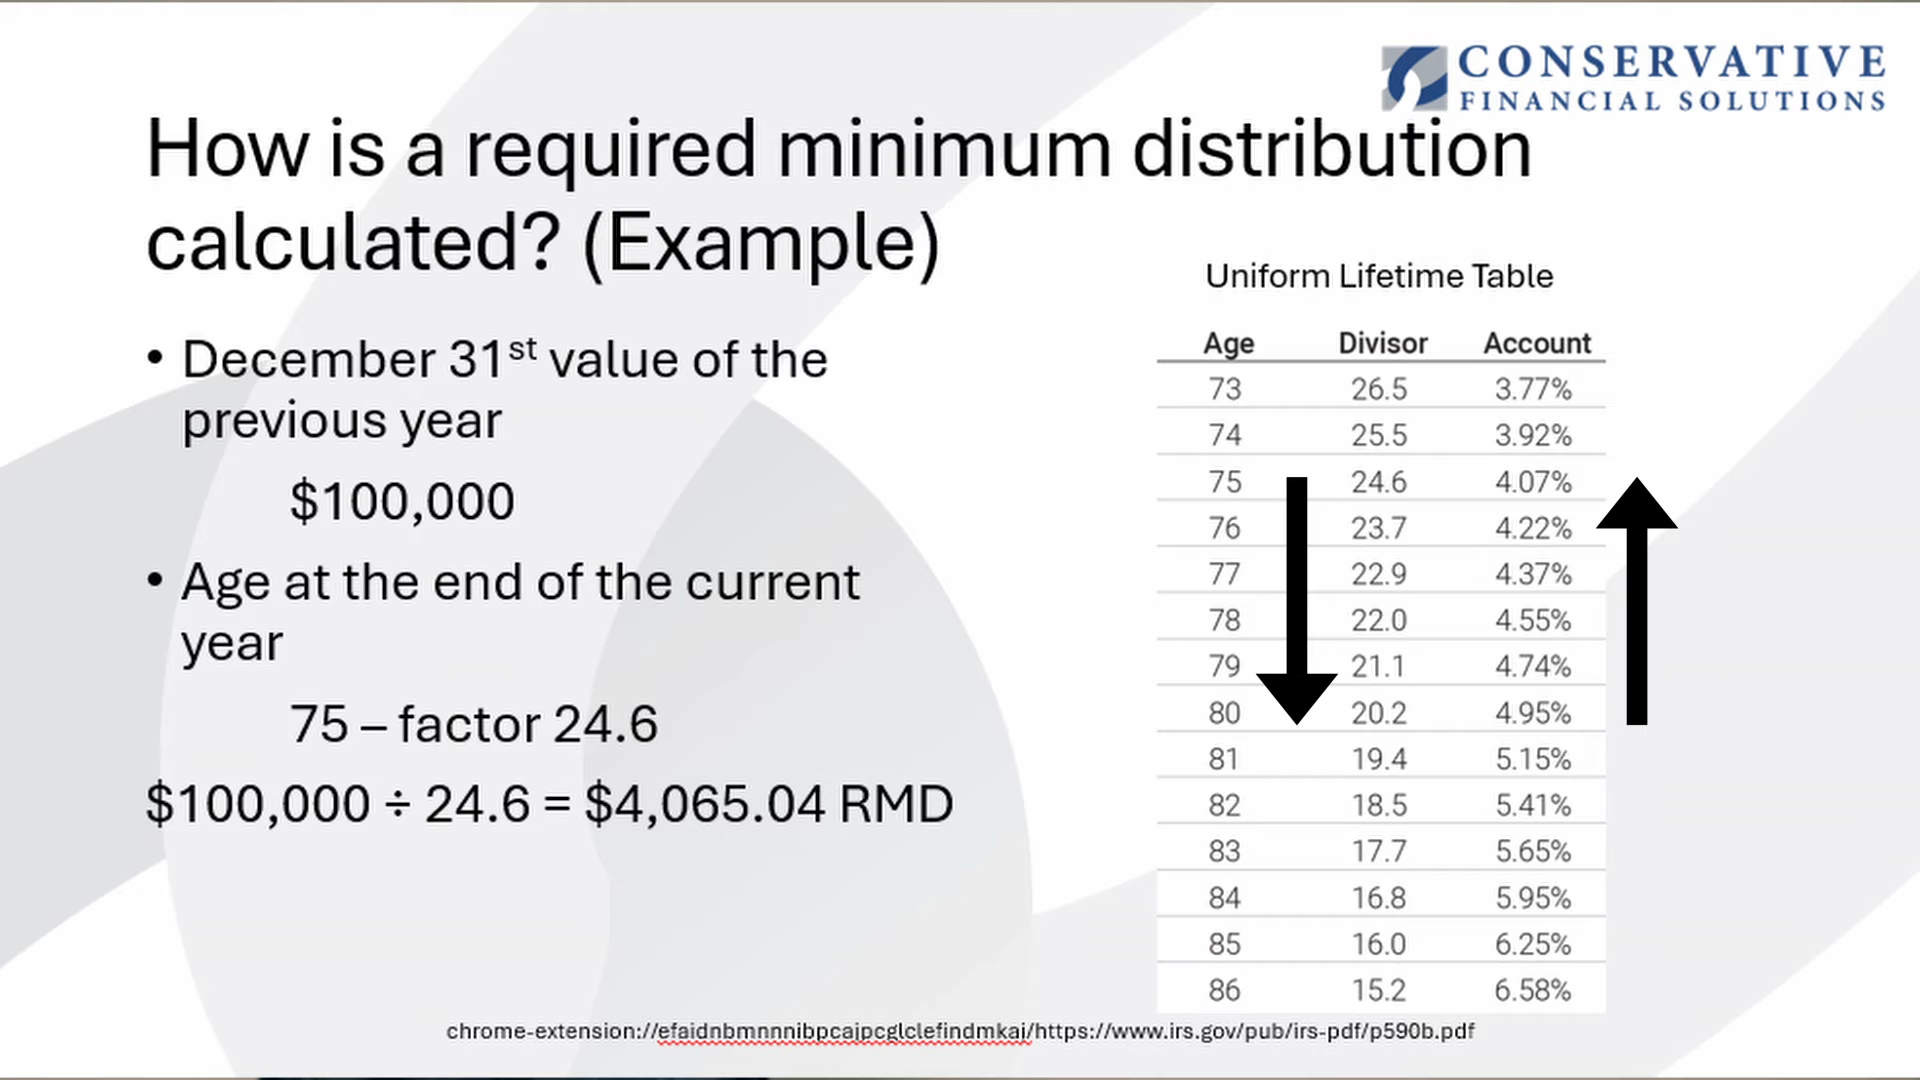 CONSERVATIVE
FINANCIAL SOLUTIONS
How is a required minimum distribution
calculated? (Example)
• December 31st value of the
previous year
$100,000
• Age at the end of the current
year
75 – factor 24.6
$100,000 ÷ 24.6 = $4,065.04 RMD
Uniform Lifetime Table
Age Divisor Account
73 26.5 3.77%
74 25.5 3.92%
75 24.6 4.07%
76 23.7 4.22%
77 22.9 4.37%
78 22.0 4.55%
79 21.1 4.74%
80 20.2 4.95%
81 19.4 5.15%
82 18.5 5.41%
83 17.7 5.65%
84 16.8 5.95%
85 16.0 6.25%
86 15.2 6.58%
chrome-extension://efaidnbmnnnibpcajpcglclefindmkaj/https://www.irs.gov/pub/irs-pdf/p590b.pdf